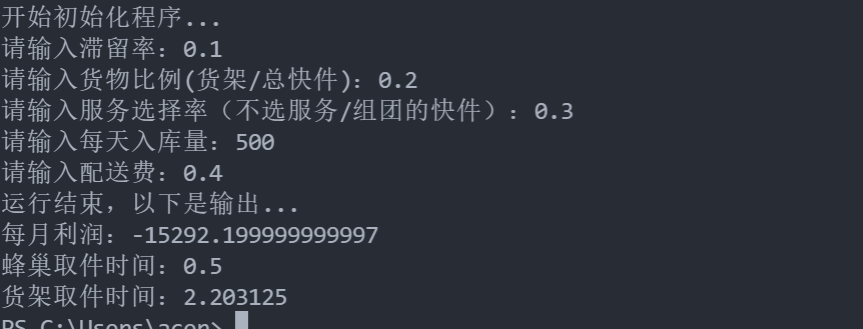 开始初始化程序...
请输入滞留率：0.1
请输入货物比例(货架/总快件)：0.2
请输入服务选择率（不选服务/组团的快件）：0.3
请输入每天入库量：500
请输入配送费：0.4
运行结束，以下是输出...
每月利润：-15292.199999999997
蜂巢取件时间：0.5
货架取件时间：2.203125
PS C:\Users\acer>